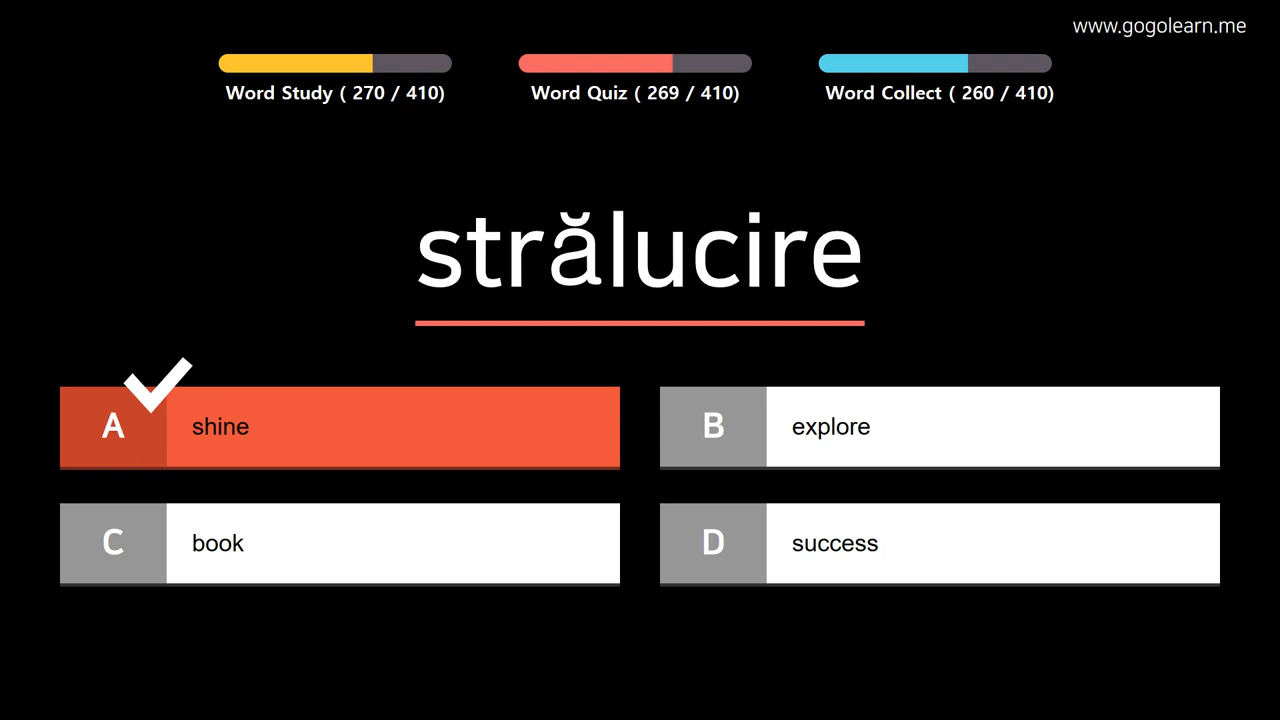 www.gogolearn.me
Word Study ( 270 / 410)
Word Quiz ( 269 / 410)
Word Collect ( 260 / 410)
strălucire
A shine
B explore
C book
D success